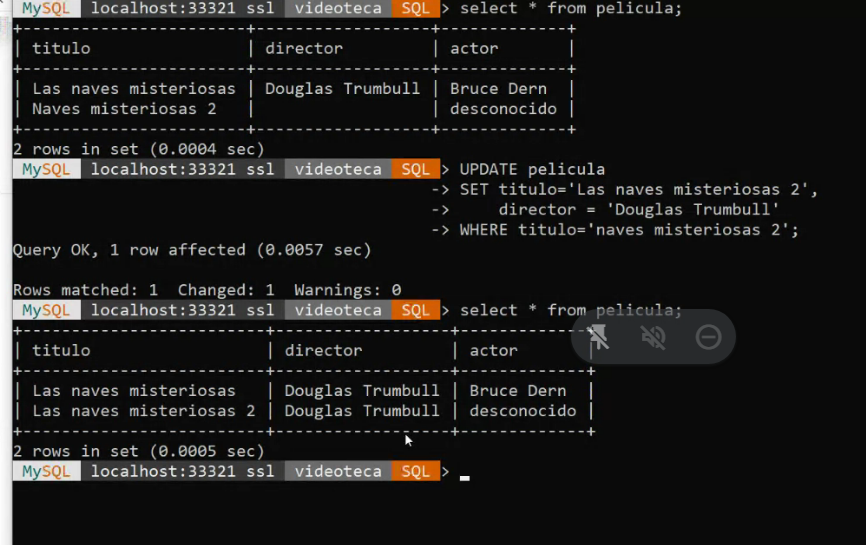 MySQL localhost:33321 ssl videoteca SQL > select * from pelicula;
+-----------------------+------------------+-------------+
| titulo                | director         | actor       |
+-----------------------+------------------+-------------+
| Las naves misteriosas | Douglas Trumbull | Bruce Dern  |
| Naves misteriosas 2   |                  | desconocido |
+-----------------------+------------------+-------------+
2 rows in set (0.0004 sec)
MySQL localhost:33321 ssl videoteca SQL > UPDATE pelicula
-> SET titulo='Las naves misteriosas 2',
->     director = 'Douglas Trumbull'
-> WHERE titulo='naves misteriosas 2';
Query OK, 1 row affected (0.0057 sec)
Rows matched: 1  Changed: 1  Warnings: 0
MySQL localhost:33321 ssl videoteca SQL > select * from pelicula;
+-------------------------+------------------+-------------+
| titulo                  | director         | actor       |
+-------------------------+------------------+-------------+
| Las naves misteriosas   | Douglas Trumbull | Bruce Dern  |
| Las naves misteriosas 2 | Douglas Trumbull | desconocido |
+-------------------------+------------------+-------------+
2 rows in set (0.0005 sec)
MySQL localhost:33321 ssl videoteca SQL >